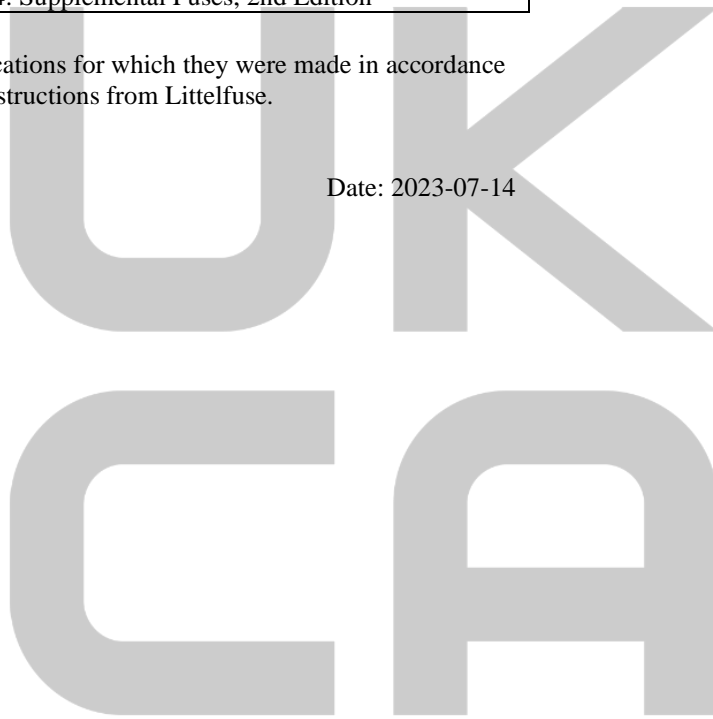 4: Supplemental Fuses, 2nd Edition
cations for which they were made in accordance
structions from Littelfuse.
Date: 2023-07-14
UK
CA